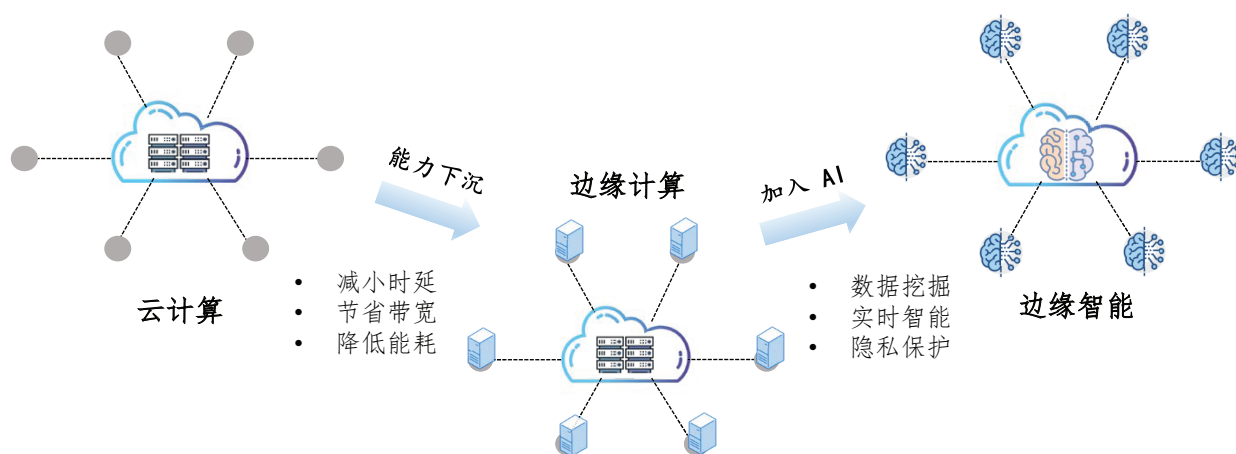 能力下沉
边缘计算
加入 AI
云计算
• 减小时延
• 节省带宽
• 降低能耗
• 数据挖掘
• 实时智能
• 隐私保护
边缘智能